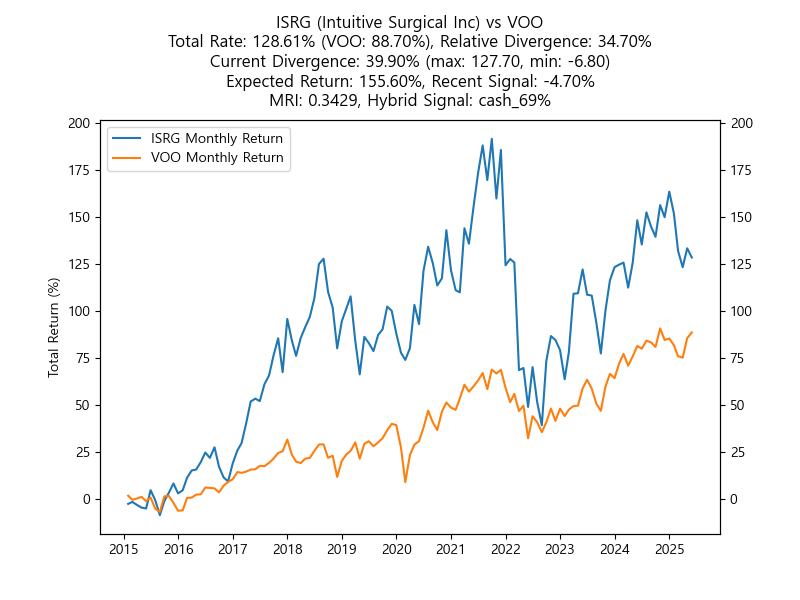 ISRG (Intuitive Surgical Inc) vs VOO
Total Rate: 128.61% (VOO: 88.70%), Relative Divergence: 34.70%
Current Divergence: 39.90% (max: 127.70, min: -6.80)
Expected Return: 155.60%, Recent Signal: -4.70%
MRI: 0.3429, Hybrid Signal: cash_69%
ISRG Monthly Return
VOO Monthly Return
Total Return (%)
200
175
150
125
100
75
50
25
0
200
175
150
125
100
75
50
25
0
2015 2016 2017 2018 2019 2020 2021 2022 2023 2024 2025